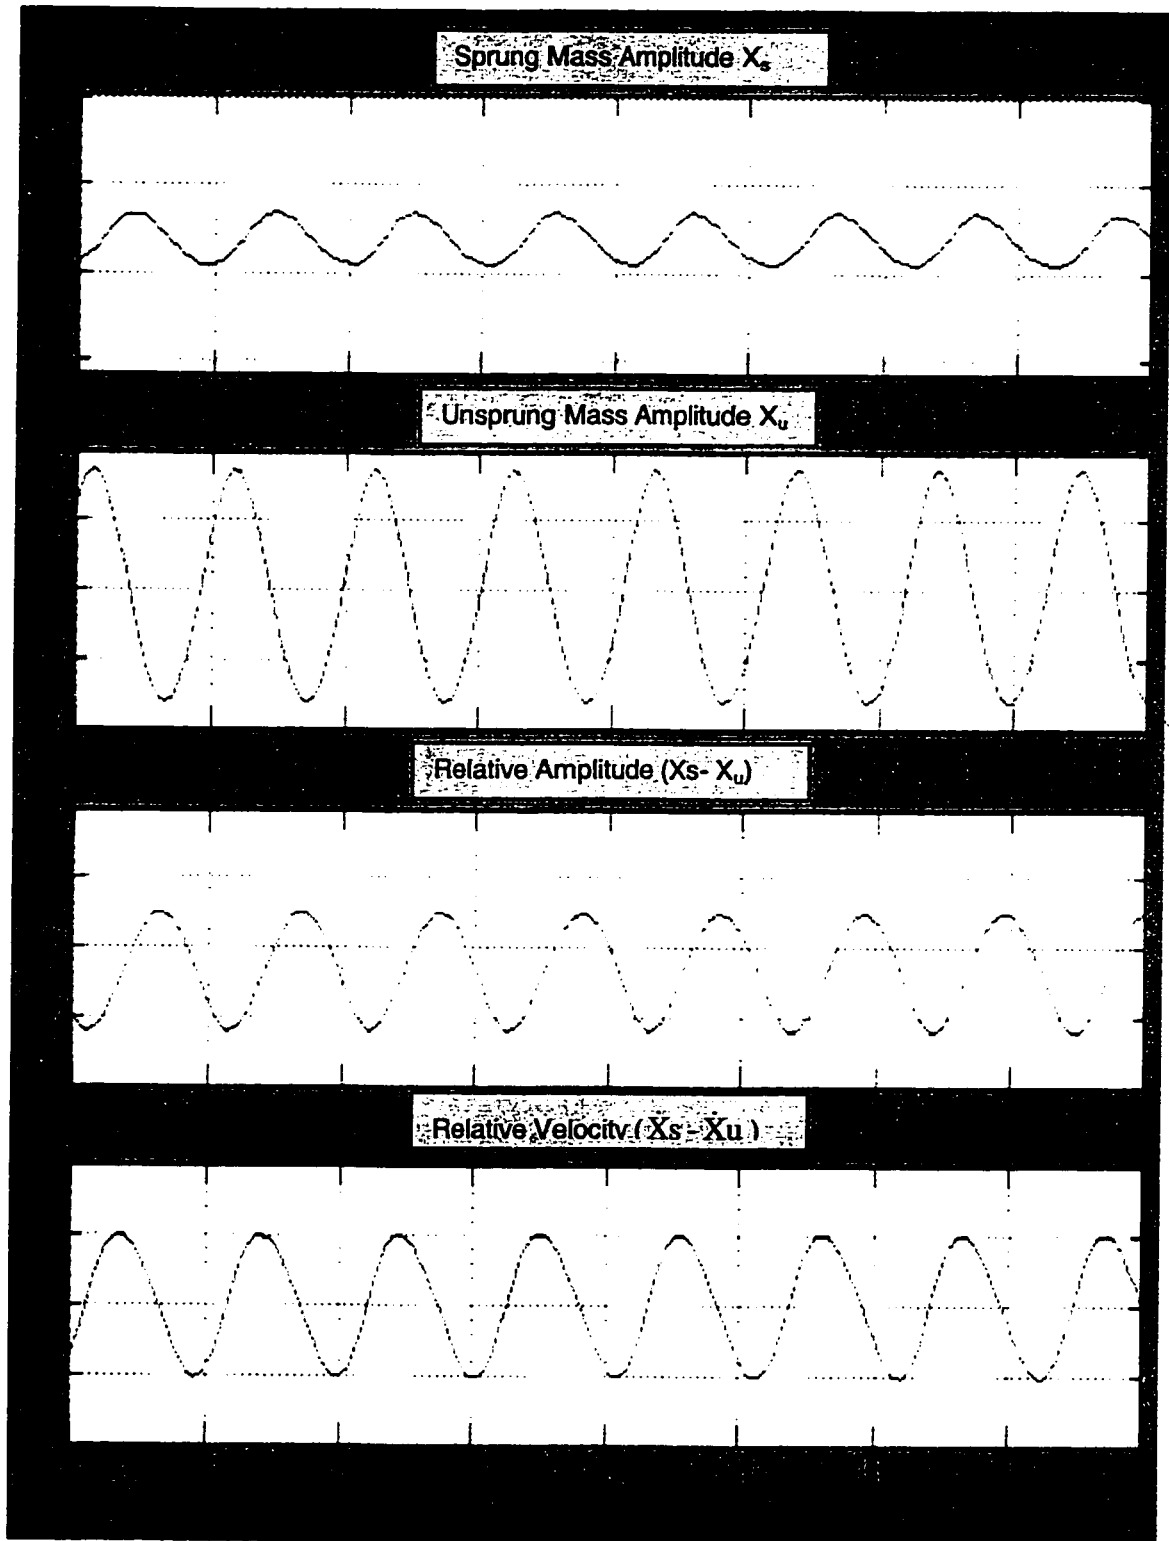 Sprung Mass Amplitude Xₛ
Unsprung Mass Amplitude Xᵤ
Relative Amplitude (Xs- Xᵤ)
Relative Velocity ( Ẋs - Ẋu )